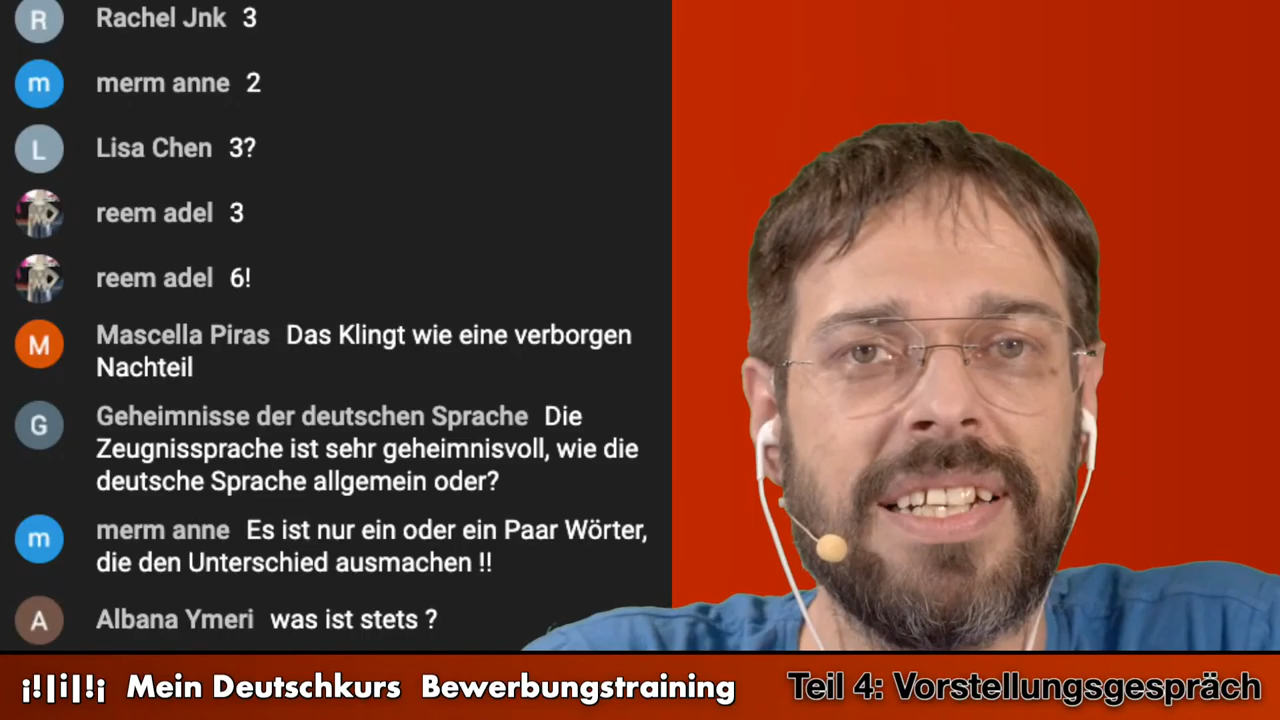 R Rachel Jnk 3
m merm anne 2
L Lisa Chen 3?
reem adel 3
reem adel 6!
M Mascella Piras Das Klingt wie eine verborgen
Nachteil
G Geheimnisse der deutschen Sprache Die
Zeugnissprache ist sehr geheimnisvoll, wie die
deutsche Sprache allgemein oder?
m merm anne Es ist nur ein oder ein Paar Wörter,
die den Unterschied ausmachen !!
A Albana Ymeri was ist stets ?
¡!|i|!¡ Mein Deutschkurs Bewerbungstraining Teil 4: Vorstellungsgespräch